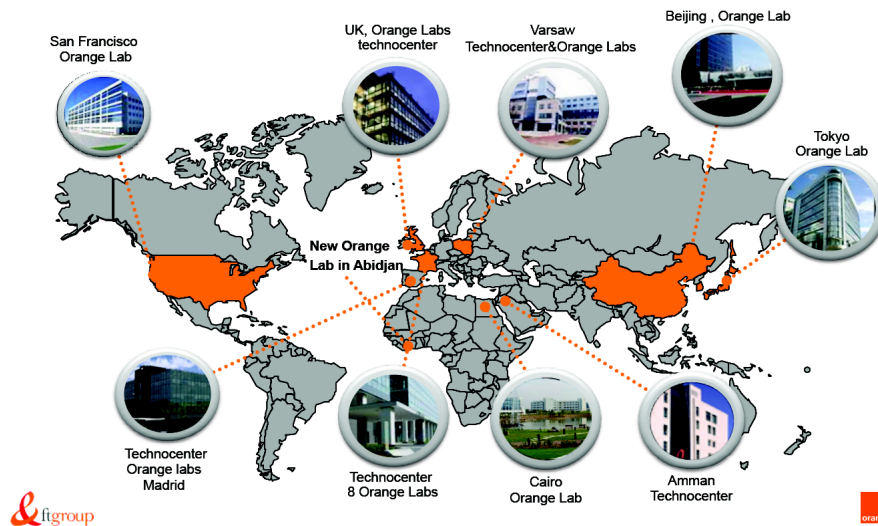 San Francisco
Orange Lab
UK, Orange Labs
technocenter
Varsaw
Technocenter&Orange Labs
Beijing , Orange Lab
Tokyo
Orange Lab
New Orange
Lab in Abidjan
Technocenter
Orange labs
Madrid
Technocenter
8 Orange Labs
Cairo
Orange Lab
Amman
Technocenter
ftgroup